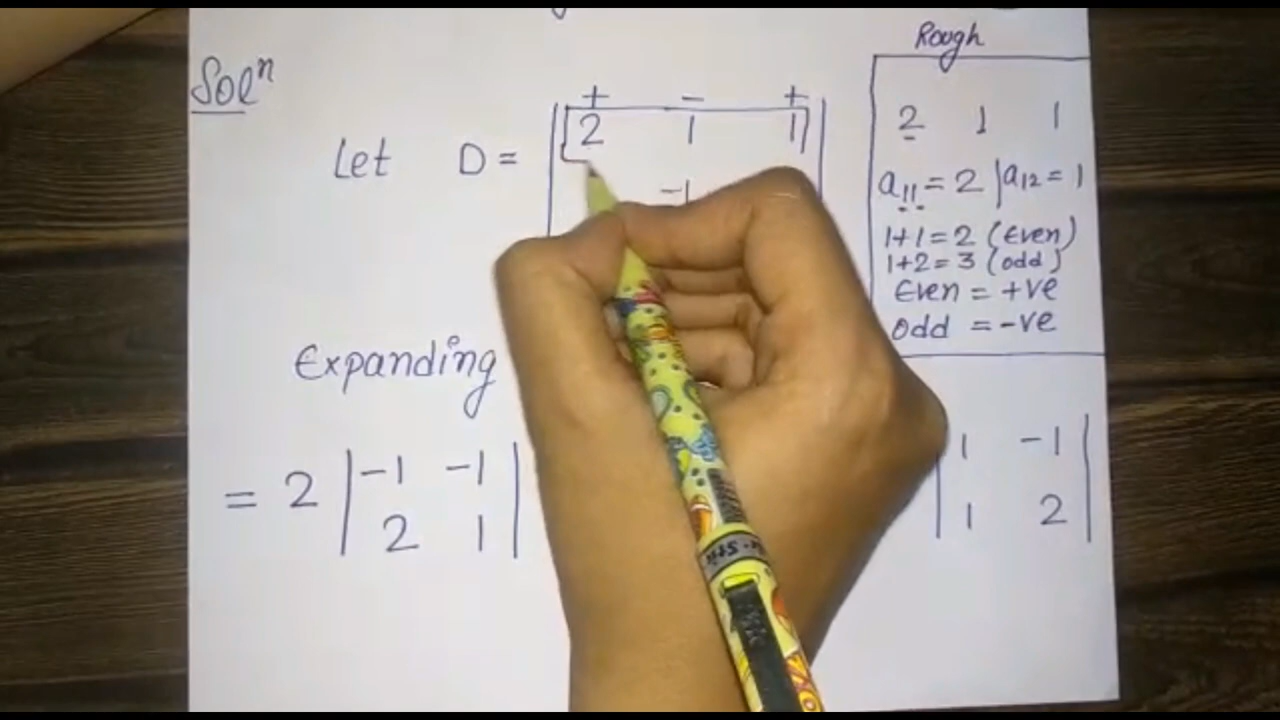 Rough
Solⁿ
+ - +
Let D = | 2 1 1 |
-1
2 1 1
a₁₁ = 2 | a₁₂ = 1
1+1=2 (Even)
1+2=3 (odd)
Even = +ve
odd = -ve
Expanding
= 2 | -1 -1 | | 1 -1 |
| 2 1 | | 1 2 |